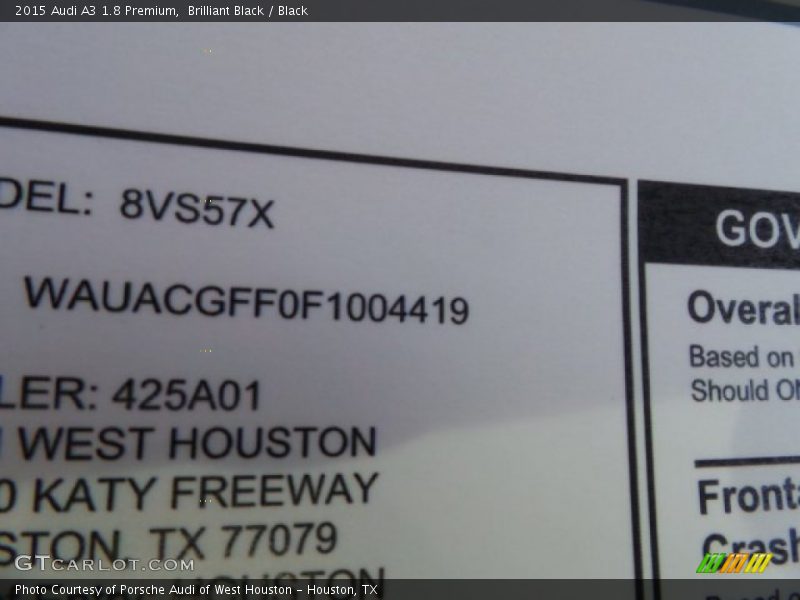 2015 Audi A3 1.8 Premium, Brilliant Black / Black
DEL: 8VS57X
WAUACGFF0F1004419
LER: 425A01
WEST HOUSTON
0 KATY FREEWAY
STON, TX 77079
HOUSTON
GOV
Overal
Based on
Should
Fronta
Crash
Based
GTcarlot.com
Photo Courtesy of Porsche Audi of West Houston - Houston, TX